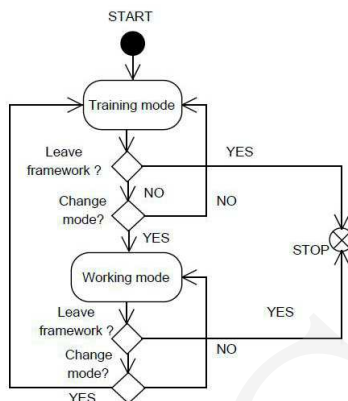 START
Training mode
Leave
framework ?
YES
NO
NO
Change
mode?
YES
STOP
Working mode
Leave
framework ?
YES
NO
Change
mode?
YES